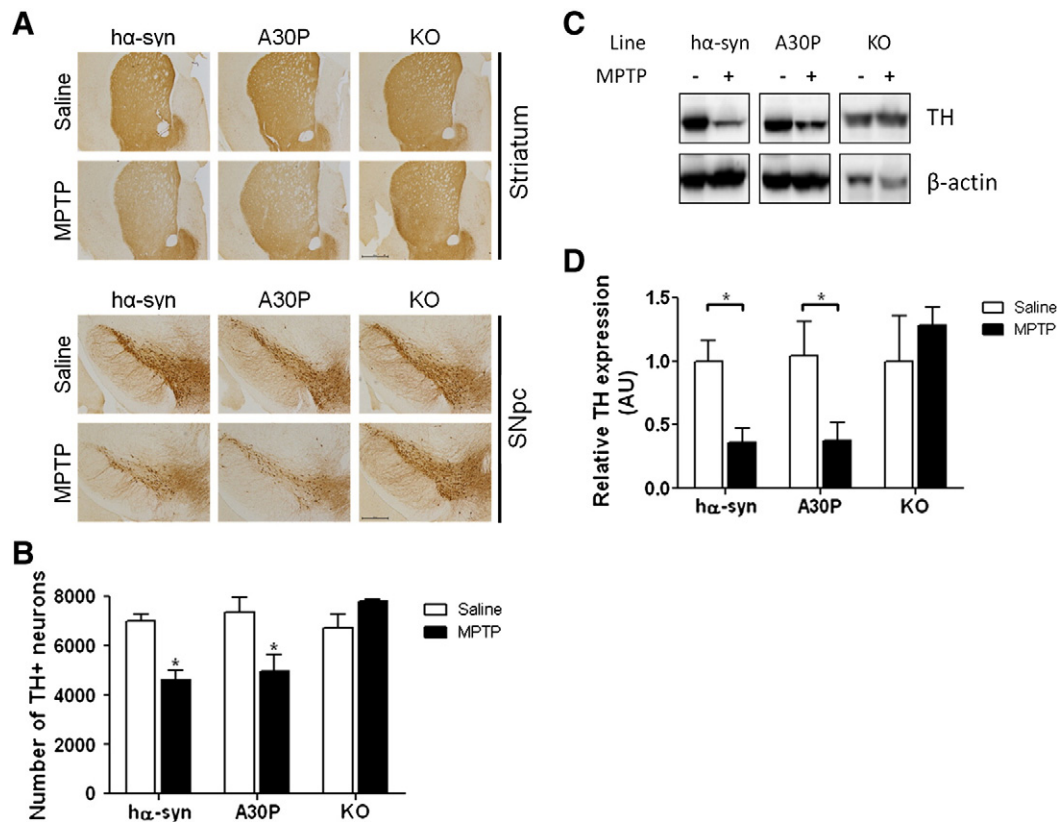 A
hα-syn A30P KO
Saline
MPTP
Striatum
hα-syn A30P KO
Saline
MPTP
SNpc
B
Number of TH+ neurons
8000
6000
4000
2000
0
* *
hα-syn A30P KO
Saline
MPTP
C
Line hα-syn A30P KO
MPTP - + - + - +
TH
β-actin
D
Relative TH expression
(AU)
1.5
1.0
0.5
0.0
* *
hα-syn A30P KO
Saline
MPTP